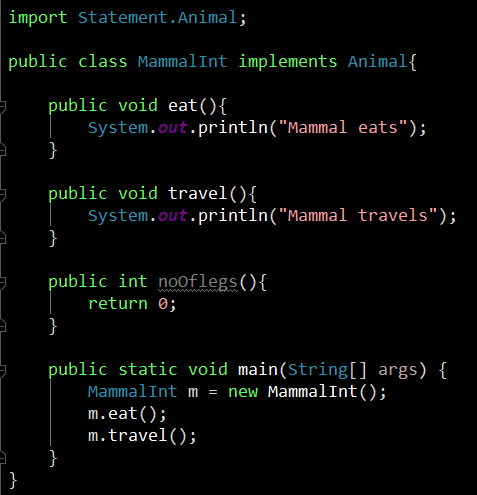 import Statement.Animal;
public class MammalInt implements Animal{
public void eat(){
System.out.println("Mammal eats");
}
public void travel(){
System.out.println("Mammal travels");
}
public int noOflegs(){
return 0;
}
public static void main(String[] args) {
MammalInt m = new MammalInt();
m.eat();
m.travel();
}
}